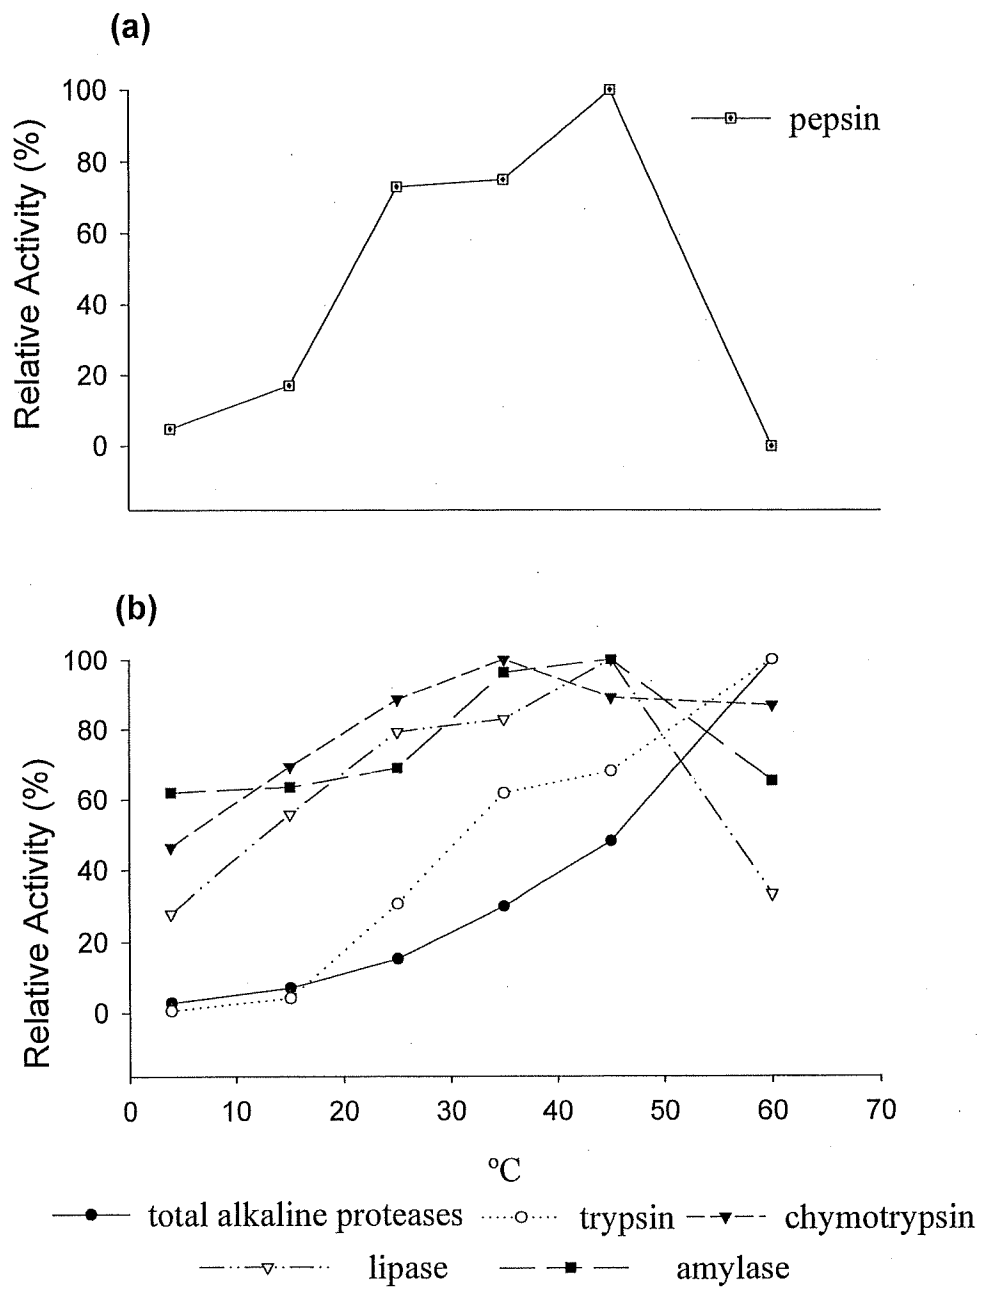 (a)
100
80
60
40
20
0
Relative Activity (%)
pepsin
(b)
100
80
60
40
20
0
Relative Activity (%)
0 10 20 30 40 50 60 70
ºC
total alkaline proteases trypsin chymotrypsin
lipase amylase